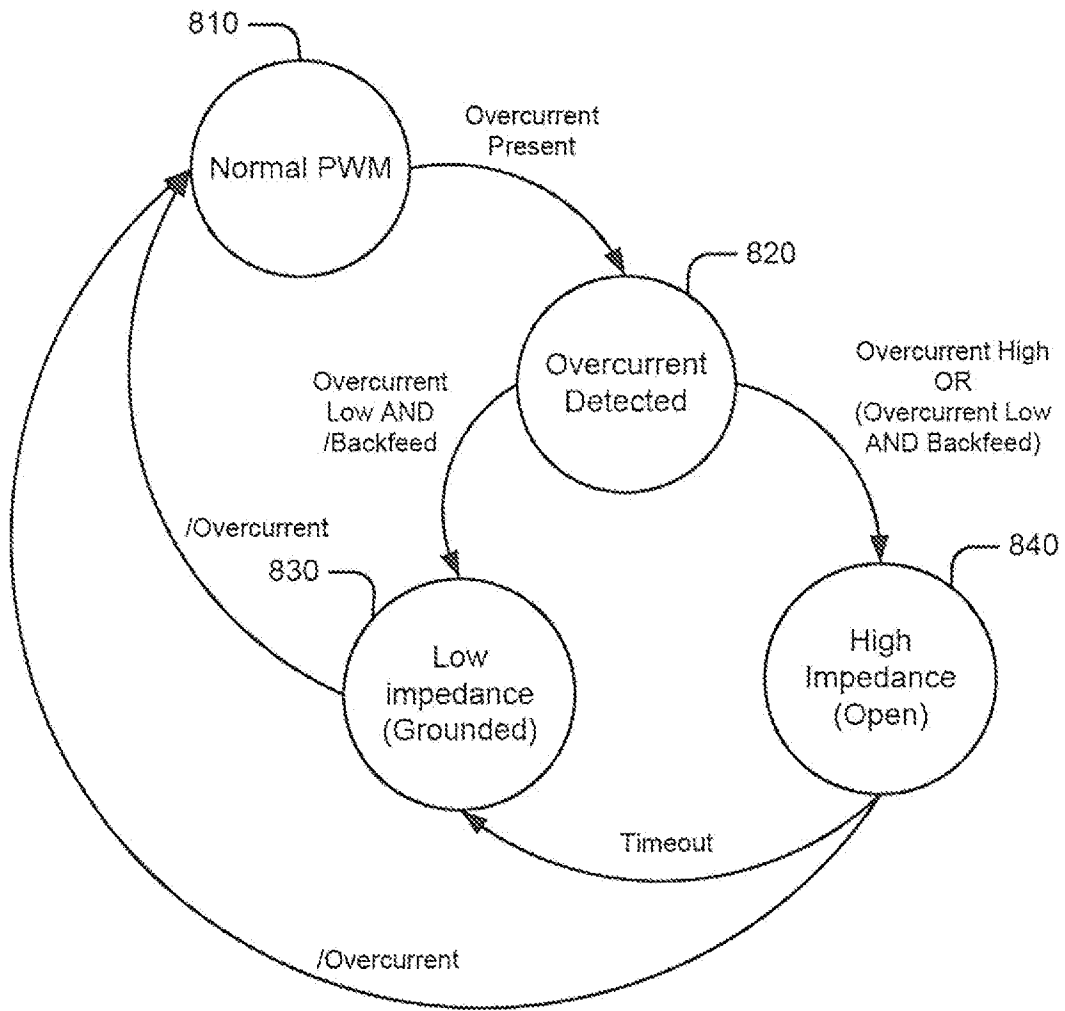 810
Normal PWM
Overcurrent
Present
820
Overcurrent
Detected
Overcurrent
Low AND
/Backfeed
Overcurrent High
OR
(Overcurrent Low
AND Backfeed)
/Overcurrent
830
Low
impedance
(Grounded)
840
High
Impedance
(Open)
Timeout
/Overcurrent